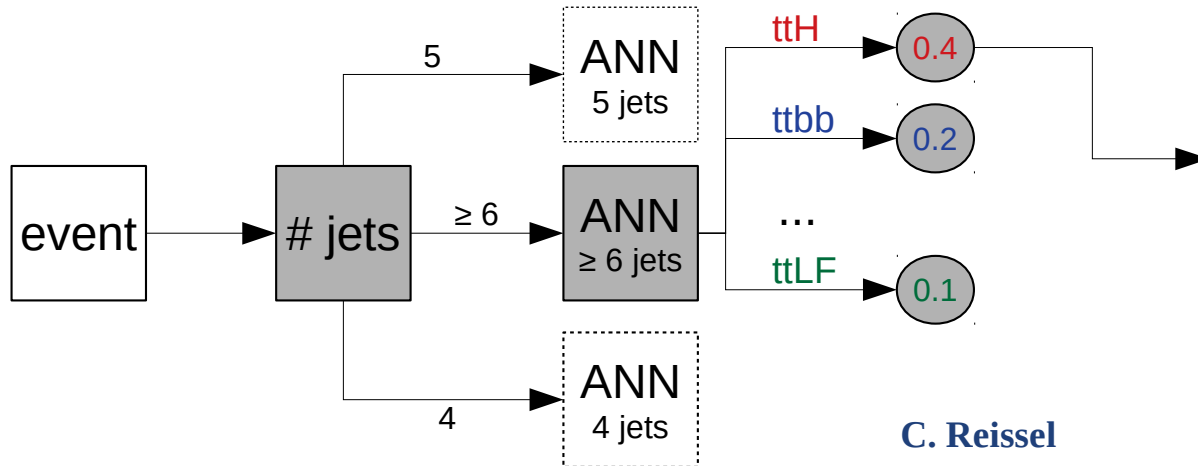 event
# jets
5
≥ 6
4
ANN
5 jets
ANN
≥ 6 jets
ANN
4 jets
ttH
0.4
ttbb
0.2
...
ttLF
0.1
C. Reissel